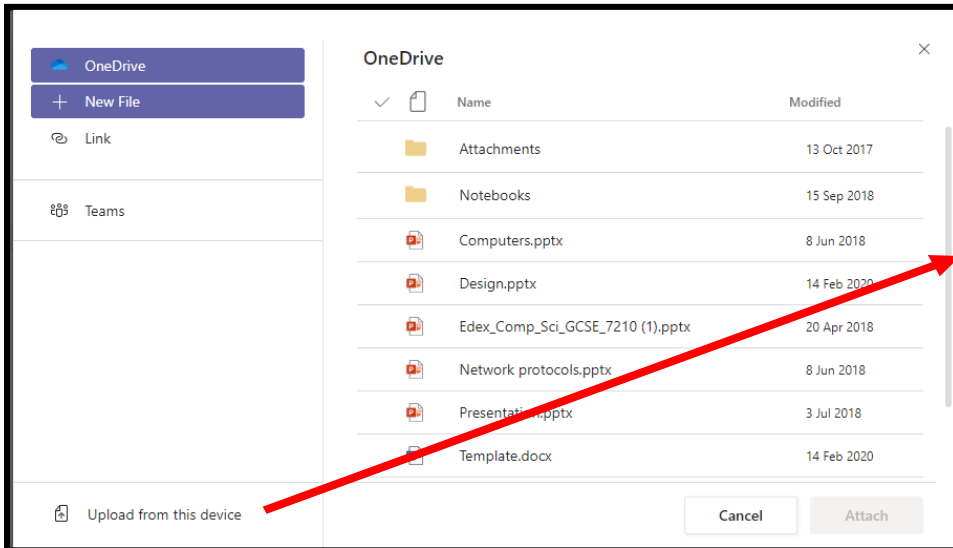 OneDrive
New File
Link
Teams
Upload from this device
OneDrive
Name Modified
Attachments 13 Oct 2017
Notebooks 15 Sep 2018
Computers.pptx 8 Jun 2018
Design.pptx 14 Feb 2020
Edex_Comp_Sci_GCSE_7210 (1).pptx 20 Apr 2018
Network protocols.pptx 8 Jun 2018
Presentation.pptx 3 Jul 2018
Template.docx 14 Feb 2020
Cancel Attach